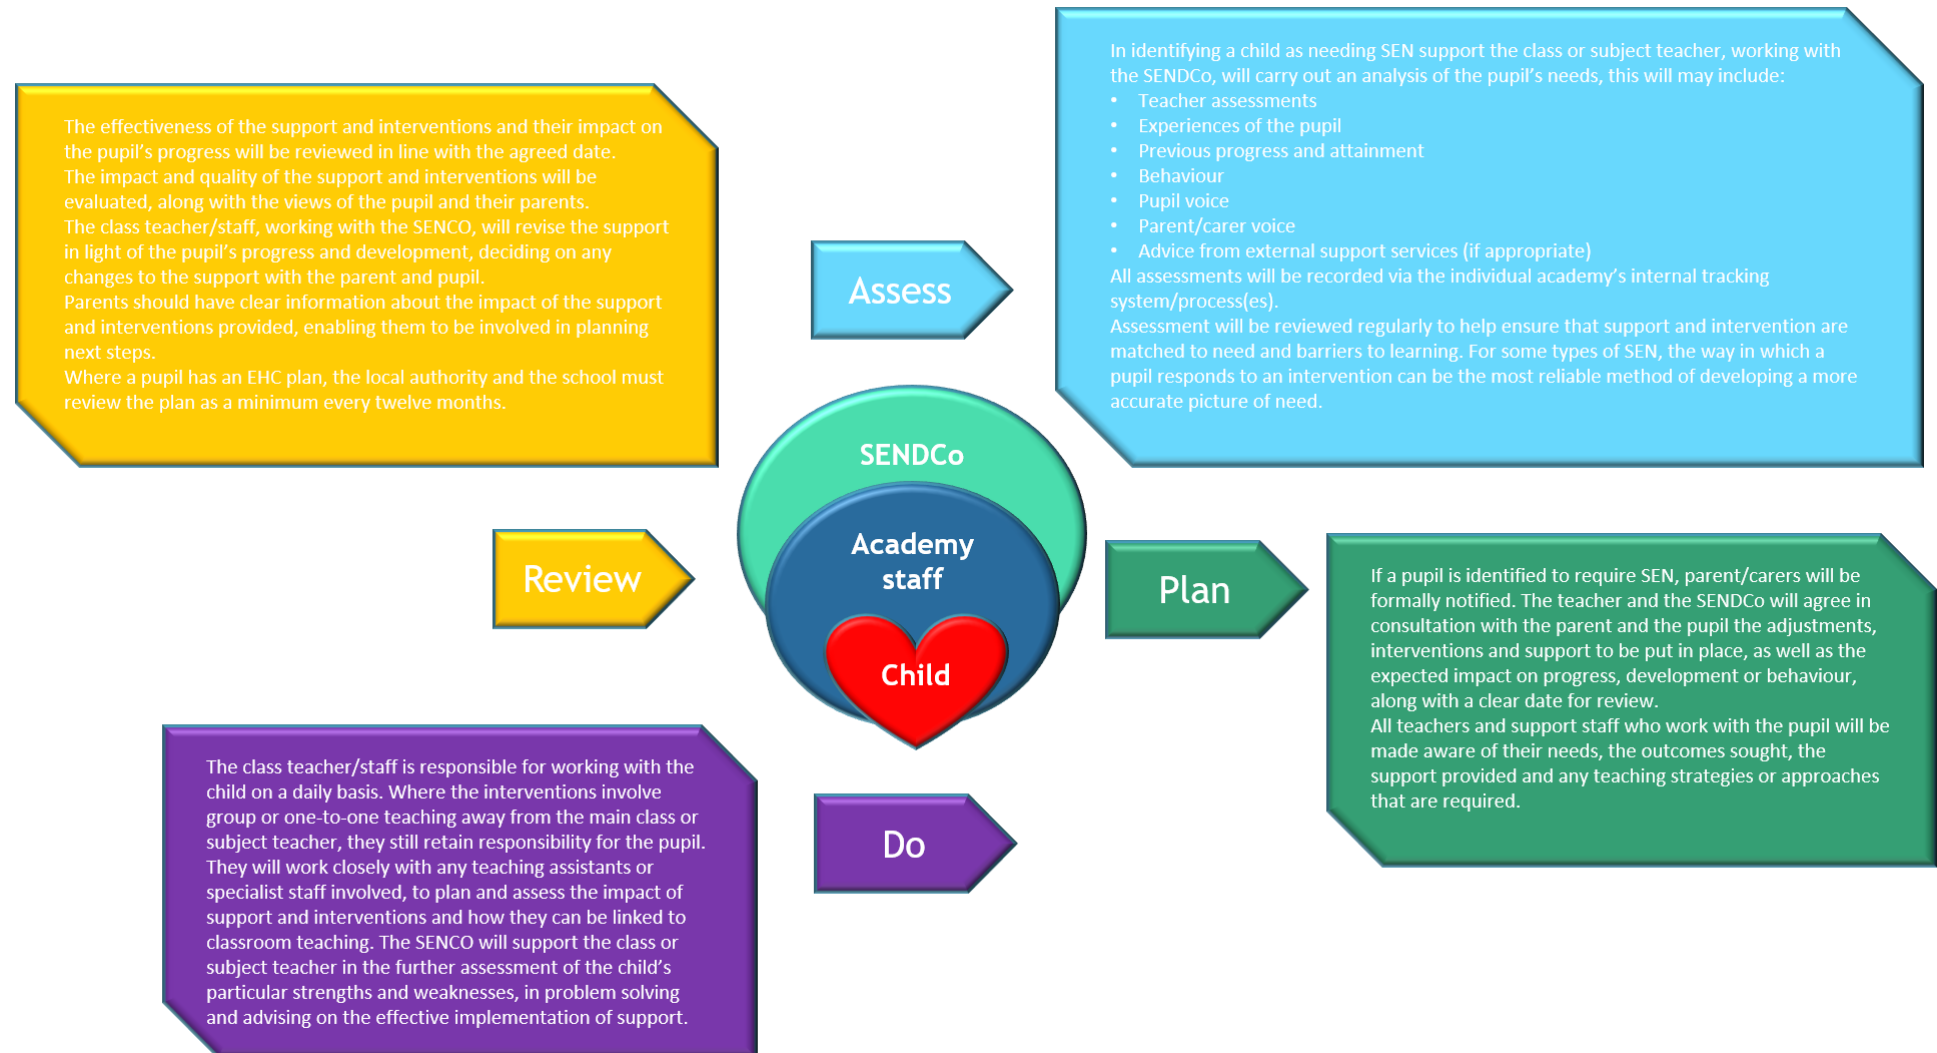 In identifying a child as needing SEN support the class or subject teacher, working with
the SENDCo, will carry out an analysis of the pupil’s needs, this will may include:
• Teacher assessments
• Experiences of the pupil
• Previous progress and attainment
• Behaviour
• Pupil voice
• Parent/carer voice
• Advice from external support services (if appropriate)
All assessments will be recorded via the individual academy’s internal tracking
system/process(es).
Assessment will be reviewed regularly to help ensure that support and intervention are
matched to need and barriers to learning. For some types of SEN, the way in which a
pupil responds to an intervention can be the most reliable method of developing a more
accurate picture of need.
The effectiveness of the support and interventions and their impact on
the pupil’s progress will be reviewed in line with the agreed date.
The impact and quality of the support and interventions will be
evaluated, along with the views of the pupil and their parents.
The class teacher/staff, working with the SENCO, will revise the support
in light of the pupil’s progress and development, deciding on any
changes to the support with the parent and pupil.
Parents should have clear information about the impact of the support
and interventions provided, enabling them to be involved in planning
next steps.
Where a pupil has an EHC plan, the local authority and the school must
review the plan as a minimum every twelve months.
Assess
SENDCo
Academy
staff
Child
Review
Plan
If a pupil is identified to require SEN, parent/carers will be
formally notified. The teacher and the SENDCo will agree in
consultation with the parent and the pupil the adjustments,
interventions and support to be put in place, as well as the
expected impact on progress, development or behaviour,
along with a clear date for review.
All teachers and support staff who work with the pupil will be
made aware of their needs, the outcomes sought, the
support provided and any teaching strategies or approaches
that are required.
The class teacher/staff is responsible for working with the
child on a daily basis. Where the interventions involve
group or one-to-one teaching away from the main class or
subject teacher, they still retain responsibility for the pupil.
They will work closely with any teaching assistants or
specialist staff involved, to plan and assess the impact of
support and interventions and how they can be linked to
classroom teaching. The SENCO will support the class or
subject teacher in the further assessment of the child’s
particular strengths and weaknesses, in problem solving
and advising on the effective implementation of support.
Do